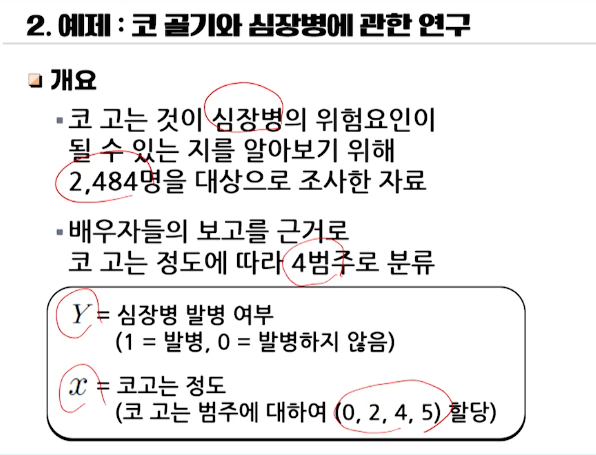 2. 예제 : 코 골기와 심장병에 관한 연구
개요
코 고는 것이 심장병의 위험요인이
될 수 있는 지를 알아보기 위해
2,484명을 대상으로 조사한 자료
배우자들의 보고를 근거로
코 고는 정도에 따라 4범주로 분류
Y = 심장병 발병 여부
(1 = 발병, 0 = 발병하지 않음)
x = 코고는 정도
(코 고는 범주에 대하여 (0, 2, 4, 5) 할당)